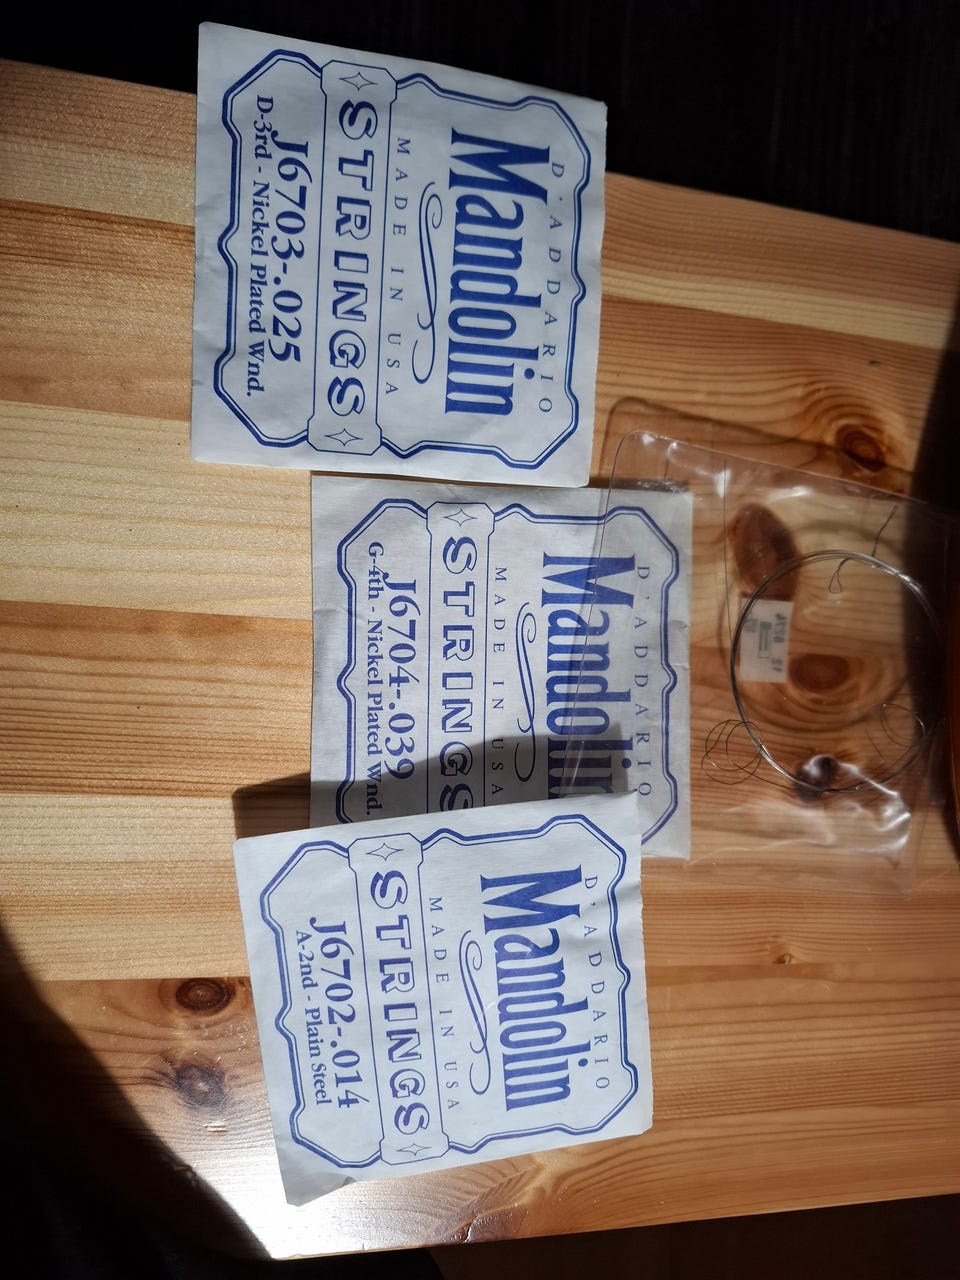 D'ADDARIO
Mandolin
MADE IN USA
STRINGS
J6703-.025
D-3rd - Nickel Plated Wnd.
D'ADDARIO
Mandolin
MADE IN USA
STRINGS
J6704-.039
G-4th - Nickel Plated Wnd.
D'ADDARIO
Mandolin
MADE IN USA
STRINGS
J6702-.014
A-2nd - Plain Steel